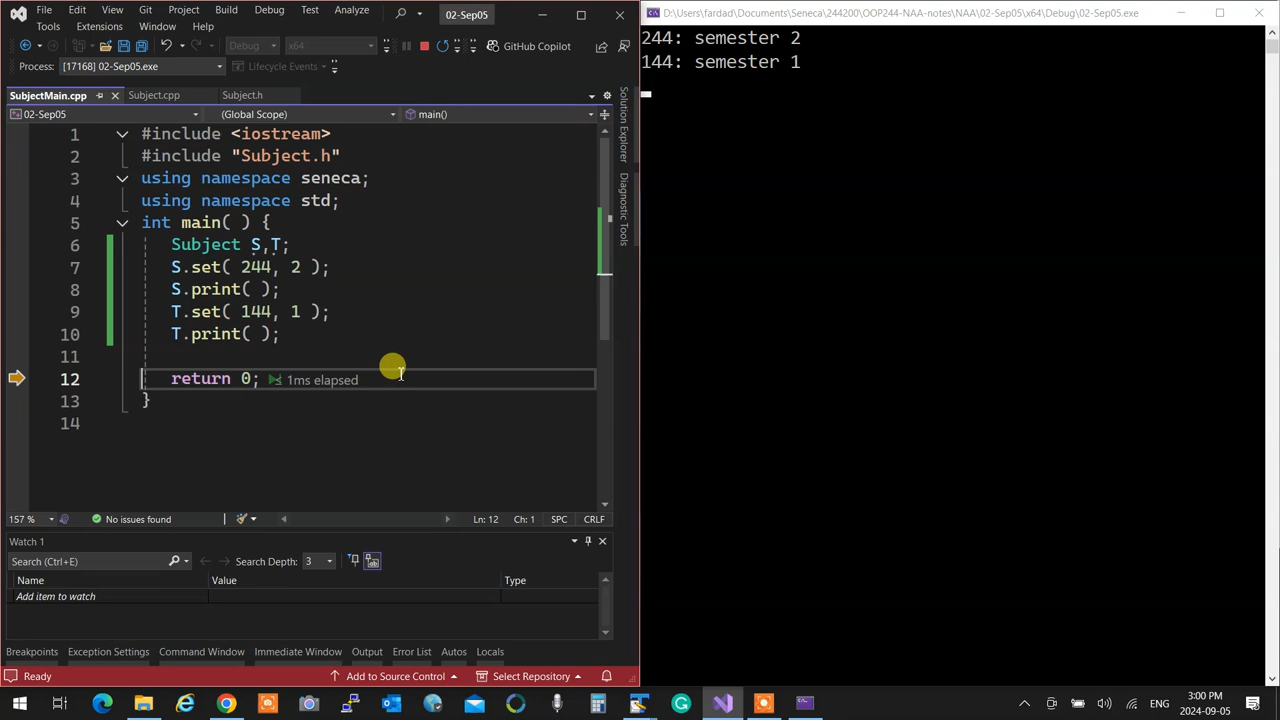 File Edit View Git Project Build Debug Test Analyze 02-Sep05
Tools Extensions Window Help
Debug x64 GitHub Copilot
Process: [17168] 02-Sep05.exe Lifecycle Events
SubjectMain.cpp Subject.cpp Subject.h
02-Sep05 (Global Scope) main()
1 #include <iostream>
2 #include "Subject.h"
3 using namespace seneca;
4 using namespace std;
5 int main( ) {
6 Subject S,T;
7 S.set( 244, 2 );
8 S.print( );
9 T.set( 144, 1 );
10 T.print( );
11
12 return 0; ≤ 1ms elapsed
13 }
14
157 % No issues found Ln: 12 Ch: 1 SPC CRLF
Watch 1
Search (Ctrl+E) Search Depth: 3
Name Value Type
Add item to watch
Breakpoints Exception Settings Command Window Immediate Window Output Error List Autos Locals
Ready Add to Source Control Select Repository
Solution Explorer
Diagnostic Tools
D:\Users\fardad\Documents\Seneca\244200\OOP244-NAA-notes\NAA\02-Sep05\x64\Debug\02-Sep05.exe
244: semester 2
144: semester 1
ENG
3:00 PM
2024-09-05